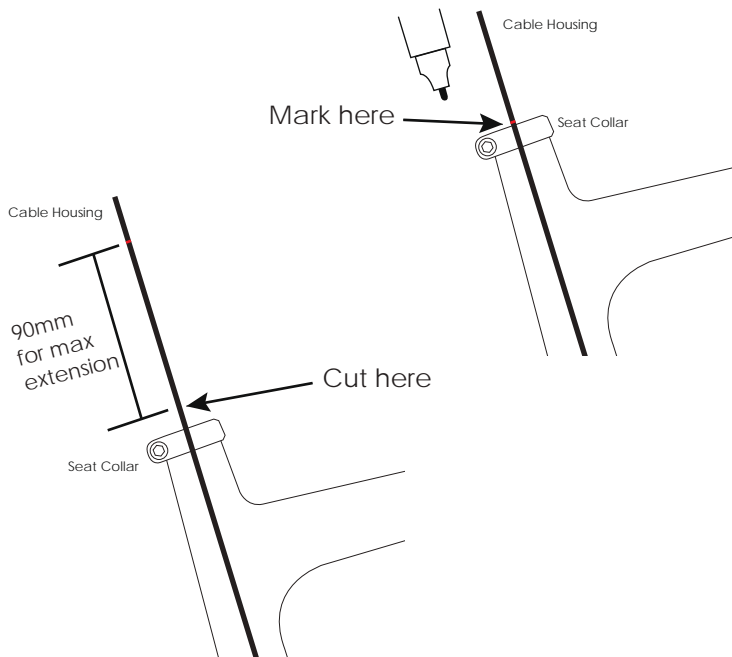 Cable Housing
Mark here
Seat Collar
Cable Housing
90mm
for max
extension
Cut here
Seat Collar